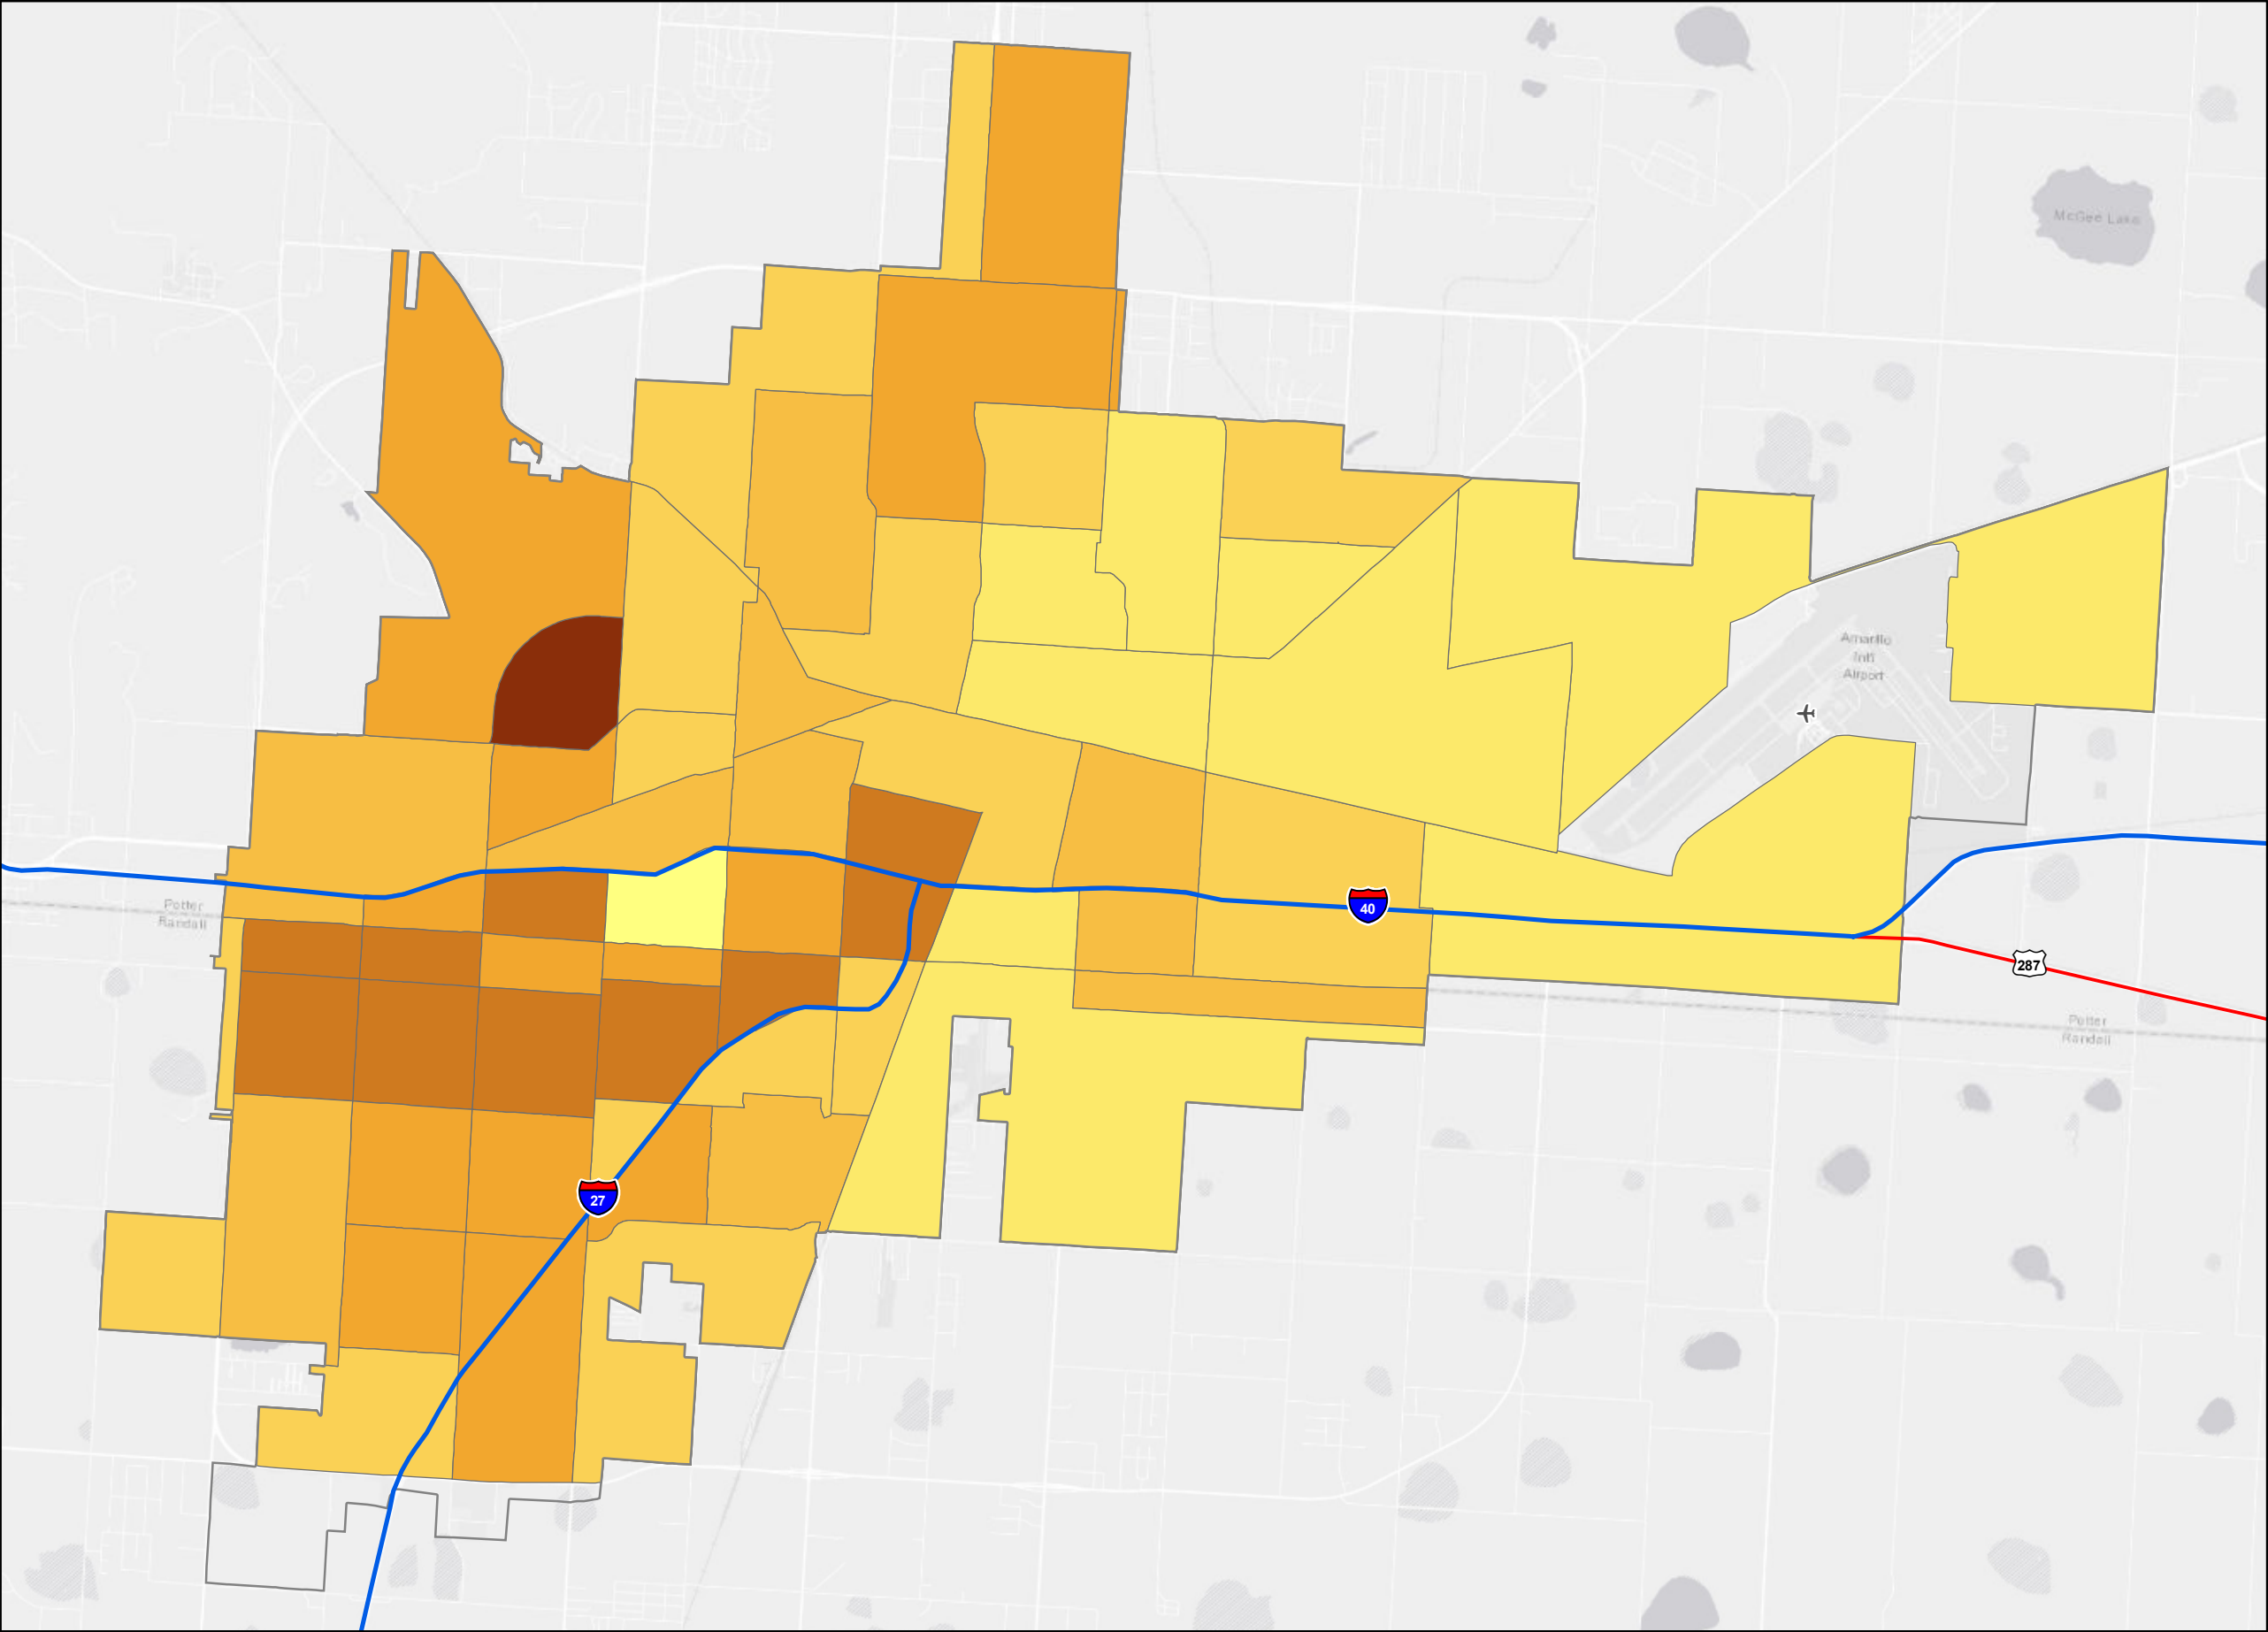 McGee Lake
Amarillo
Intl
Airport
Potter
Randall
40
287
Potter
Randall
27